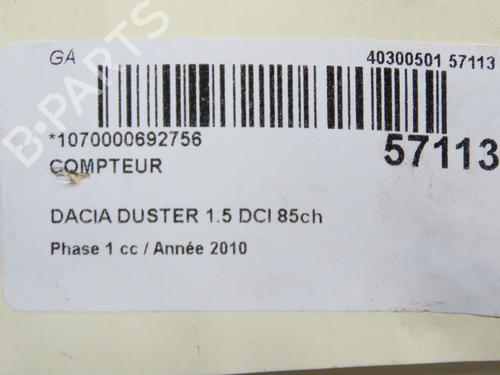 GA
40300501 57113
*1070000692756
57113
COMPTEUR
DACIA DUSTER 1.5 DCI 85ch
Phase 1 cc / Année 2010
B-PARTS